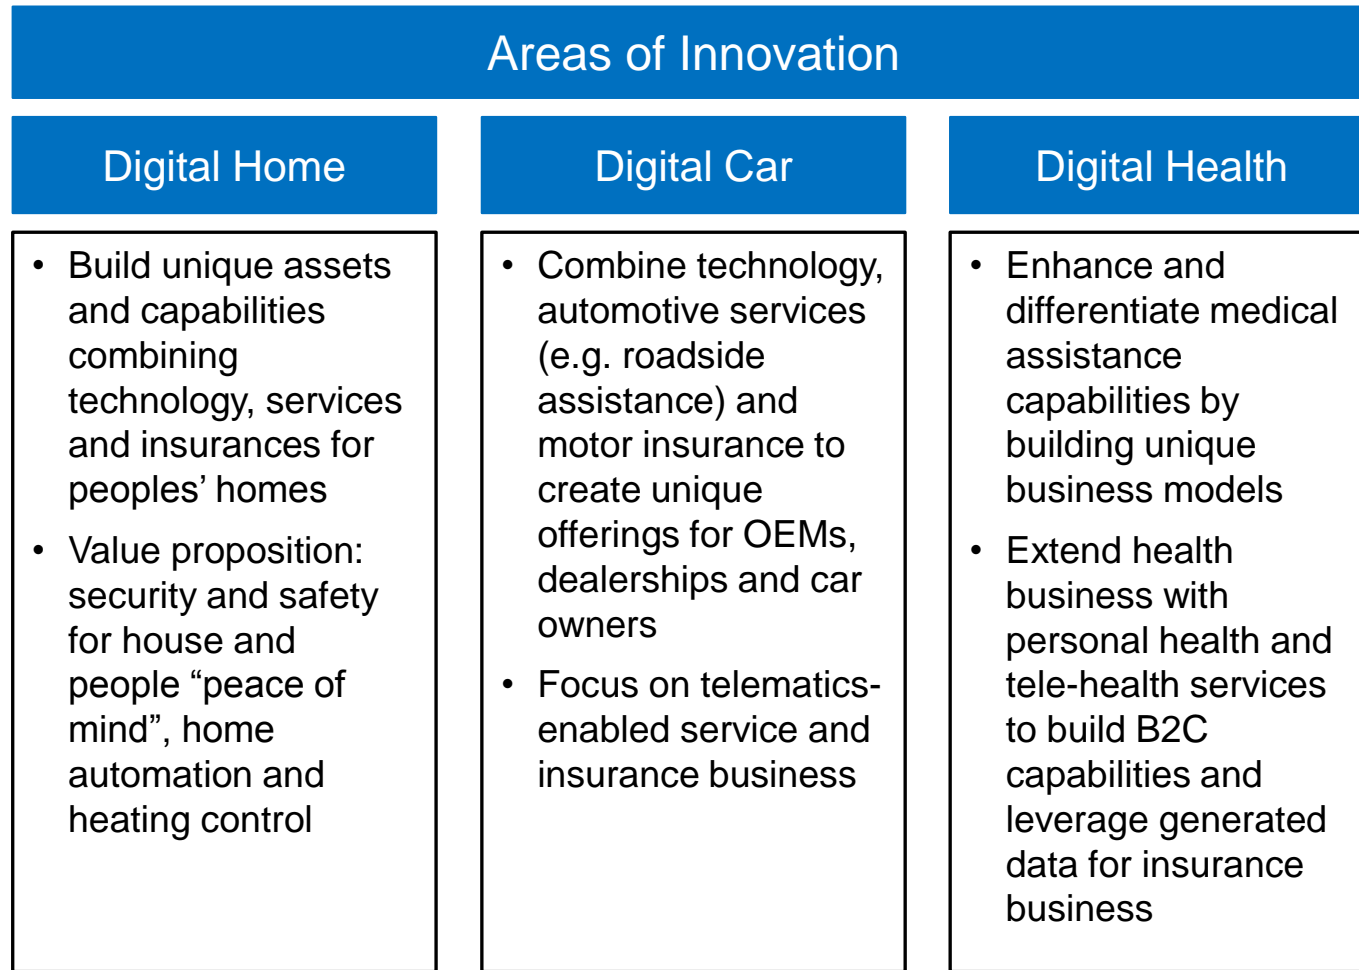 Areas of Innovation
Digital Home
• Build unique assets
and capabilities
combining
technology, services
and insurances for
peoples’ homes
• Value proposition:
security and safety
for house and
people “peace of
mind”, home
automation and
heating control
Digital Car
• Combine technology,
automotive services
(e.g. roadside
assistance) and
motor insurance to
create unique
offerings for OEMs,
dealerships and car
owners
• Focus on telematics-
enabled service and
insurance business
Digital Health
• Enhance and
differentiate medical
assistance
capabilities by
building unique
business models
• Extend health
business with
personal health and
tele-health services
to build B2C
capabilities and
leverage generated
data for insurance
business